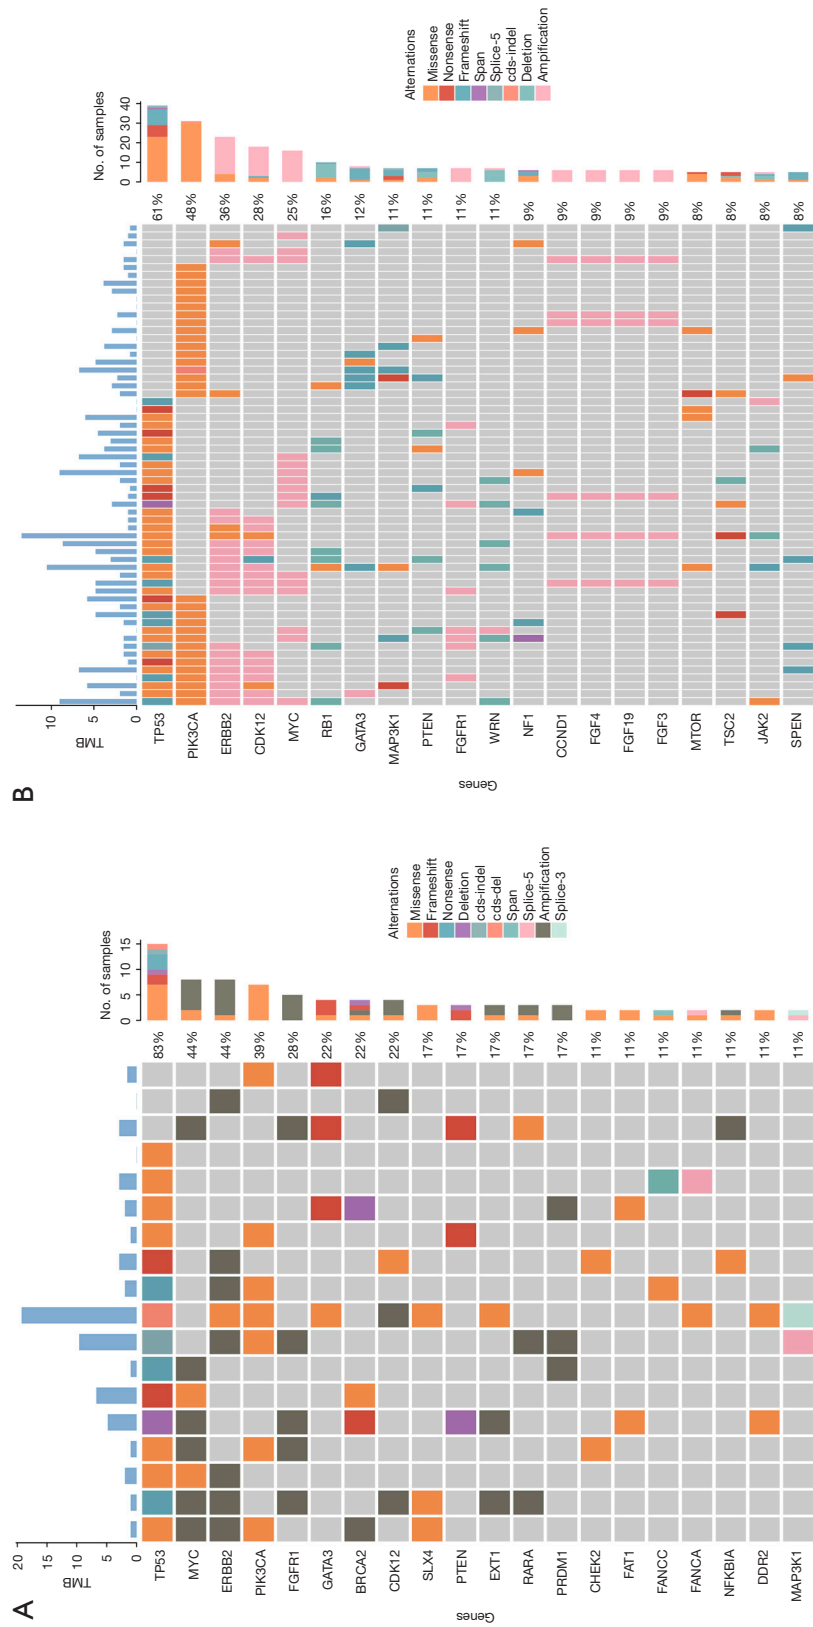 A
20
15
10
5
0
TMB
No. of samples
0 5 10 15
TP53 83%
MYC 44%
ERBB2 44%
PIK3CA 39%
FGFR1 28%
GATA3 22%
BRCA2 22%
CDK12 22%
SLX4 17%
PTEN 17%
EXT1 17%
RARA 17%
PRDM1 17%
CHEK2 11%
FAT1 11%
FANCC 11%
FANCA 11%
NFKBIA 11%
DDR2 11%
MAP3K1 11%
Genes
Alternations
Missense
Frameshift
Nonsense
Deletion
cds-indel
cds-del
Span
Splice-5
Ampification
Splice-3
B
10
5
0
TMB
No. of samples
0 10 20 30 40
TP53 61%
PIK3CA 48%
ERBB2 36%
CDK12 28%
MYC 25%
RB1 16%
GATA3 12%
MAP3K1 11%
PTEN 11%
FGFR1 11%
WRN 11%
NF1 9%
CCND1 9%
FGF4 9%
FGF19 9%
FGF3 9%
MTOR 8%
TSC2 8%
JAK2 8%
SPEN 8%
Genes
Alternations
Missense
Nonsense
Frameshift
Span
Splice-5
cds-indel
Deletion
Ampification